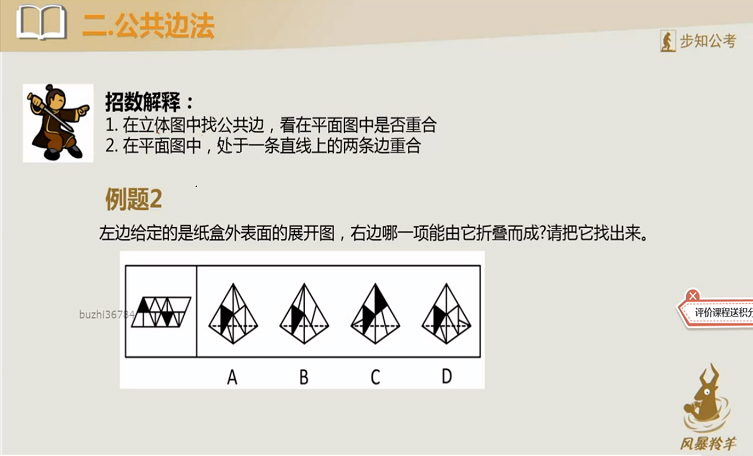 二.公共边法
步知公考
招数解释：
1. 在立体图中找公共边，看在平面图中是否重合
2. 在平面图中，处于一条直线上的两条边重合
例题2
左边给定的是纸盒外表面的展开图，右边哪一项能由它折叠而成?请把它找出来。
buzhi36784
评价课程送积分
A B C D
风暴羚羊